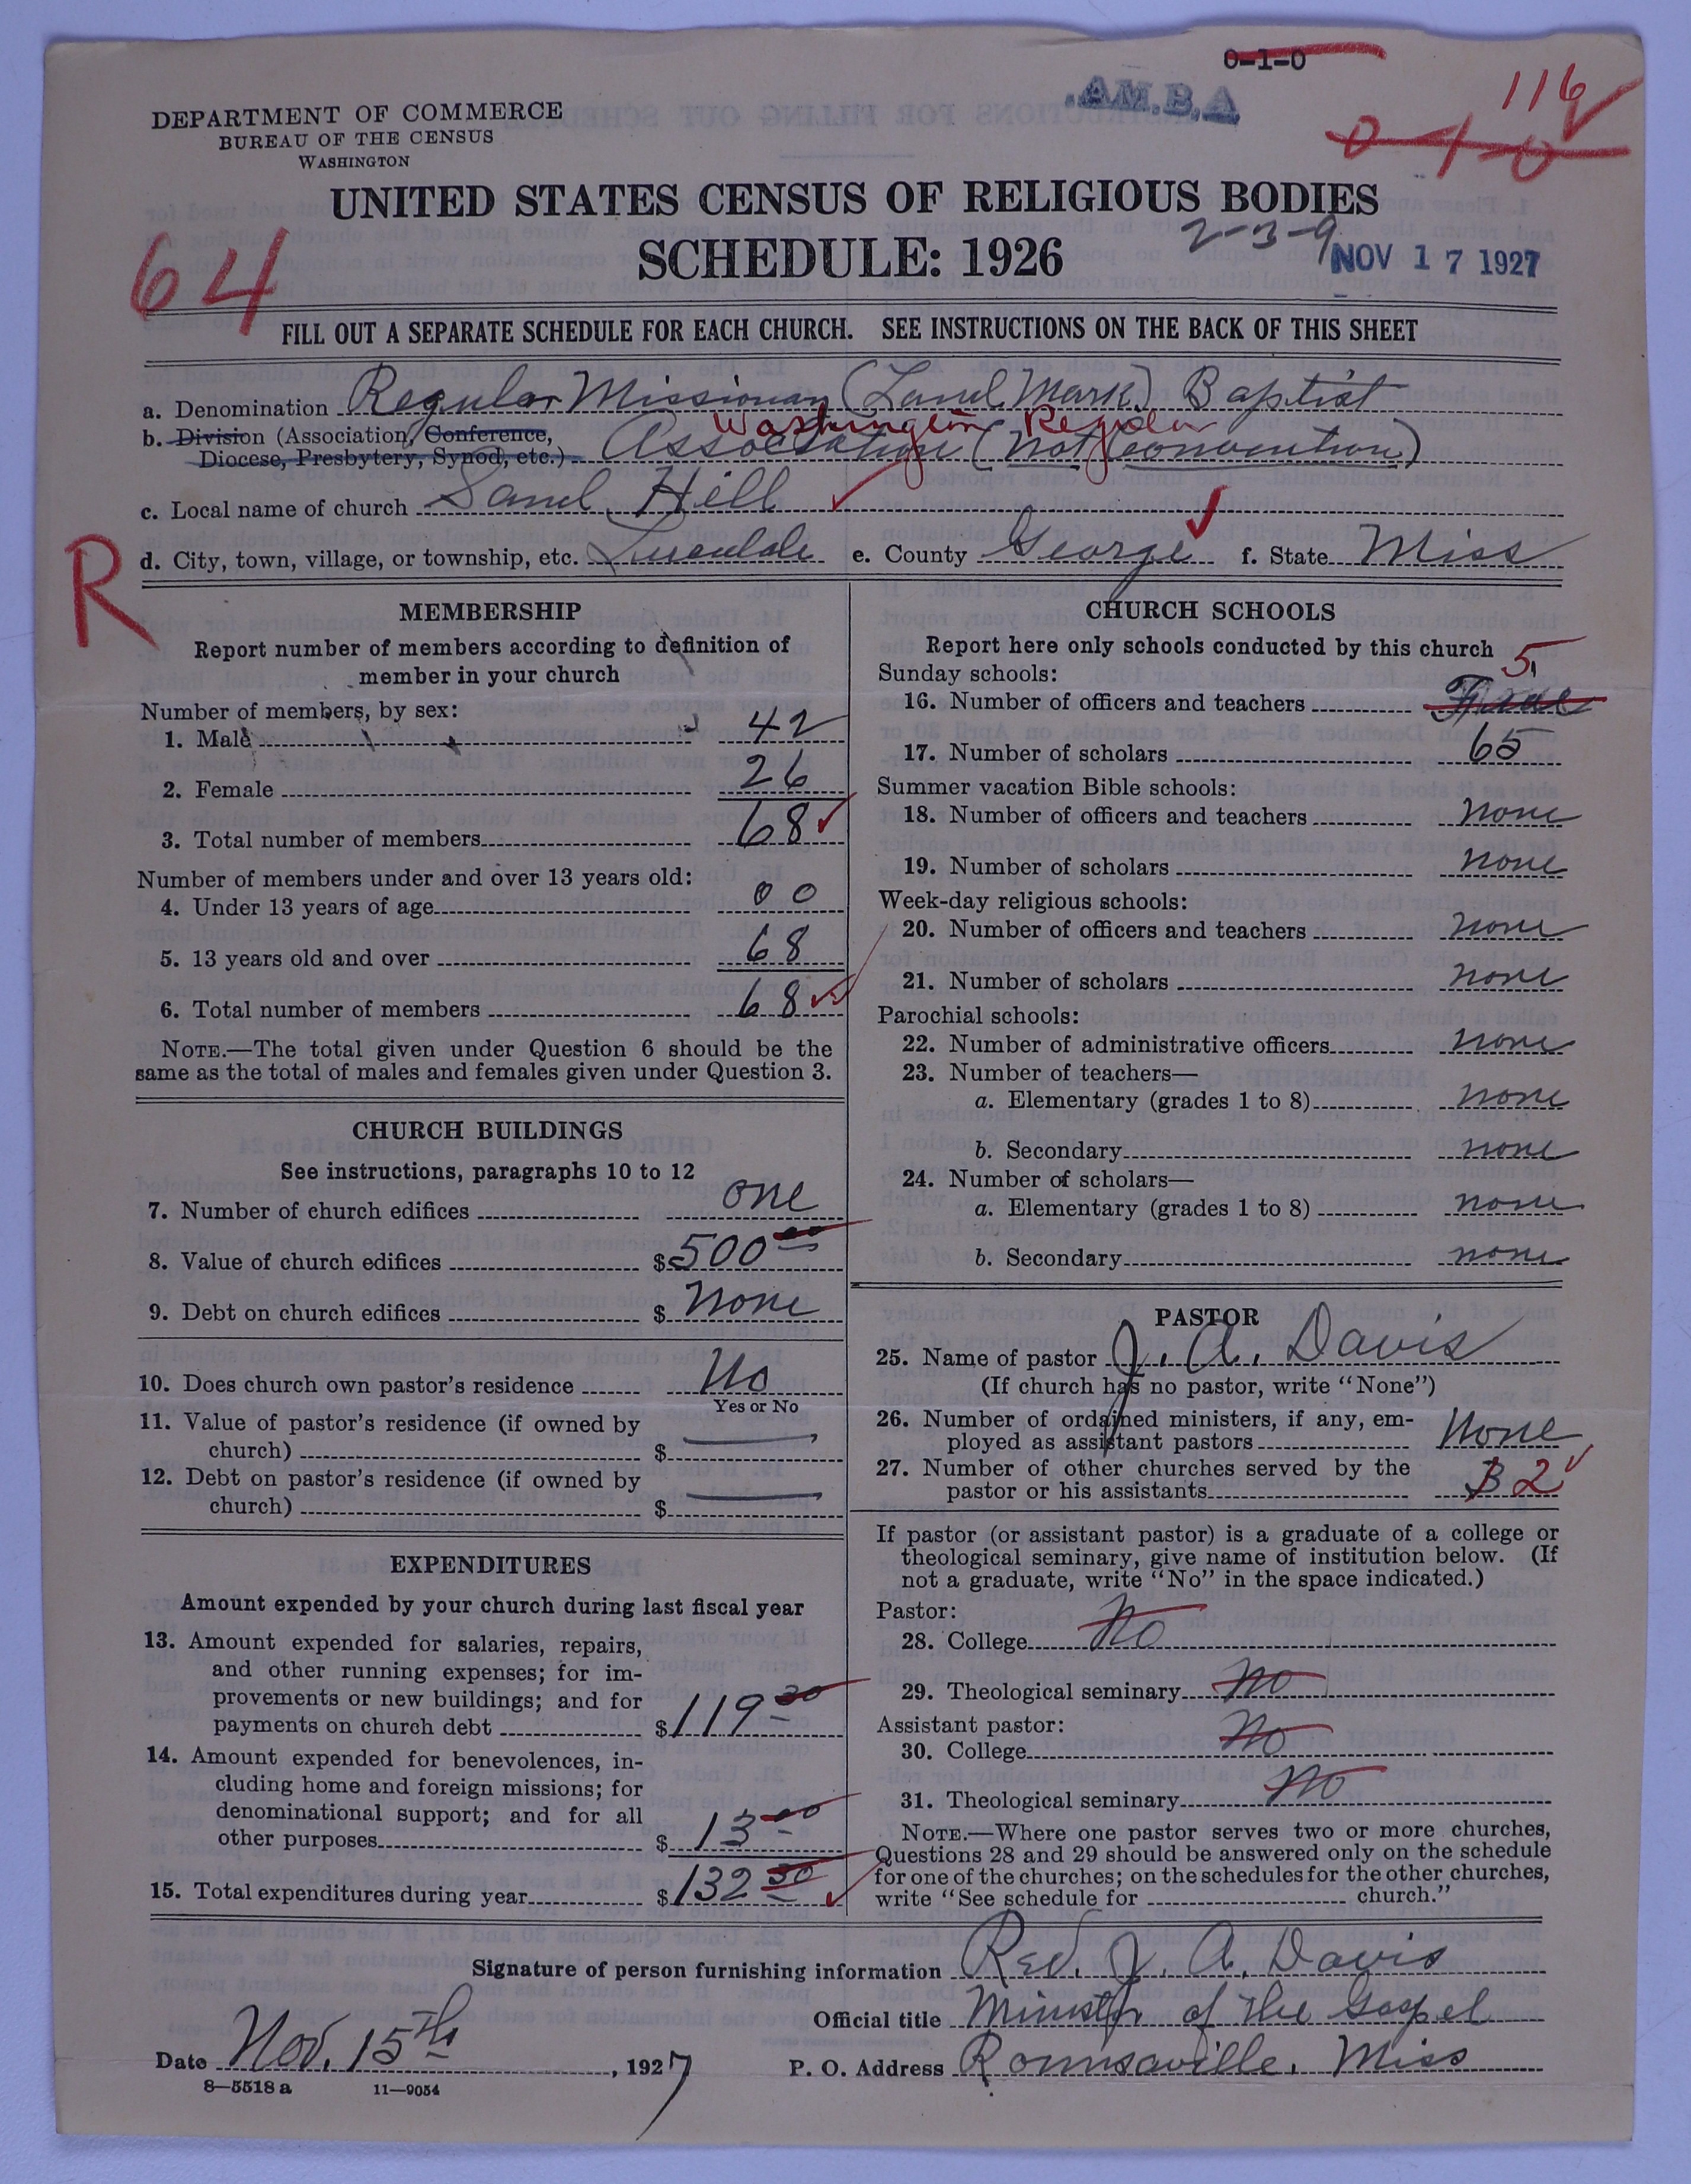 0-1-0
A.M.B.A.
116
0-1-0
DEPARTMENT OF COMMERCE
BUREAU OF THE CENSUS
WASHINGTON
UNITED STATES CENSUS OF RELIGIOUS BODIES
2-3-9
SCHEDULE: 1926
NOV 17 1927
64
FILL OUT A SEPARATE SCHEDULE FOR EACH CHURCH. SEE INSTRUCTIONS ON THE BACK OF THIS SHEET
a. Denomination Regular Missionary (Land Mark) Baptist
Washington Regular
b. Division (Association, Conference, Diocese, Presbytery, Synod, etc.) Association (not Convention)
c. Local name of church Sand Hill
d. City, town, village, or township, etc. Lucedale e. County George f. State Miss
R
MEMBERSHIP
Report number of members according to definition of
member in your church
Number of members, by sex:
1. Male 42
2. Female 26
3. Total number of members 68
Number of members under and over 13 years old:
4. Under 13 years of age 00
5. 13 years old and over 68
6. Total number of members 68
NOTE.—The total given under Question 6 should be the
same as the total of males and females given under Question 3.
CHURCH BUILDINGS
See instructions, paragraphs 10 to 12
7. Number of church edifices one
8. Value of church edifices $500 00
9. Debt on church edifices $ None
10. Does church own pastor's residence No
Yes or No
11. Value of pastor's residence (if owned by
church) $
12. Debt on pastor's residence (if owned by
church) $
EXPENDITURES
Amount expended by your church during last fiscal year
13. Amount expended for salaries, repairs,
and other running expenses; for im-
provements or new buildings; and for
payments on church debt $119 30
14. Amount expended for benevolences, in-
cluding home and foreign missions; for
denominational support; and for all
other purposes $13 00
15. Total expenditures during year $132 30
CHURCH SCHOOLS
Report here only schools conducted by this church
Sunday schools:
5
16. Number of officers and teachers
17. Number of scholars 65
Summer vacation Bible schools:
18. Number of officers and teachers none
19. Number of scholars none
Week-day religious schools:
20. Number of officers and teachers none
21. Number of scholars none
Parochial schools:
22. Number of administrative officers none
23. Number of teachers—
a. Elementary (grades 1 to 8) none
b. Secondary none
24. Number of scholars—
a. Elementary (grades 1 to 8) none
b. Secondary none
PASTOR
25. Name of pastor J. A. Davis
(If church has no pastor, write "None")
26. Number of ordained ministers, if any, em-
ployed as assistant pastors None
27. Number of other churches served by the
pastor or his assistants 3 2
If pastor (or assistant pastor) is a graduate of a college or
theological seminary, give name of institution below. (If
not a graduate, write "No" in the space indicated.)
Pastor:
28. College No
29. Theological seminary No
Assistant pastor:
30. College No
31. Theological seminary No
NOTE.—Where one pastor serves two or more churches,
Questions 28 and 29 should be answered only on the schedule
for one of the churches; on the schedules for the other churches,
write "See schedule for church."
Signature of person furnishing information Red. J. A. Davis
Official title Minister of the Gospel
Date Nov. 15th, 1927 P. O. Address Rounsaville, Miss
8—5518 a 11—9054